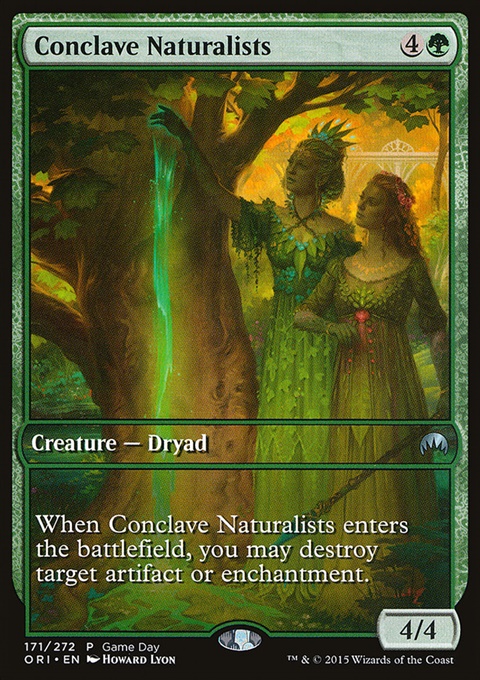 Conclave Naturalists 4
Creature — Dryad
When Conclave Naturalists enters
the battlefield, you may destroy
target artifact or enchantment.
4/4
171/272 P Game Day
ORI • EN Howard Lyon ™ & © 2015 Wizards of the Coast